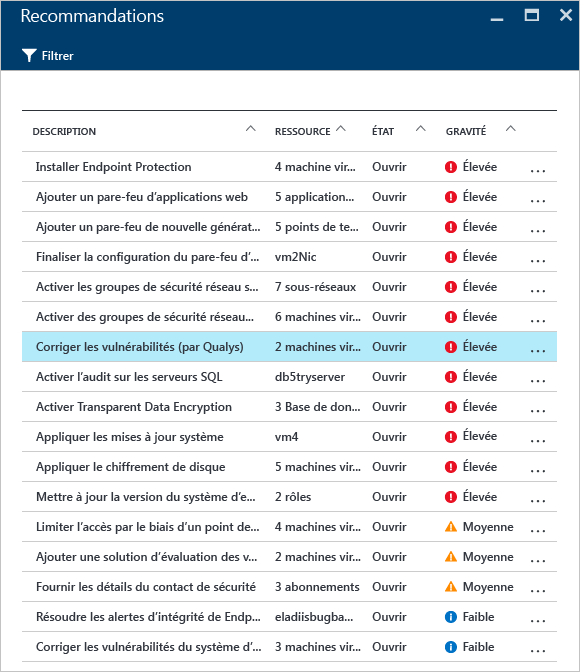 Recommandations
Filtrer
DESCRIPTION RESSOURCE ÉTAT GRAVITÉ
Installer Endpoint Protection 4 machine vir... Ouvrir Élevée ...
Ajouter un pare-feu d’applications web 5 application... Ouvrir Élevée ...
Ajouter un pare-feu de nouvelle générat... 5 points de te... Ouvrir Élevée ...
Finaliser la configuration du pare-feu d’... vm2Nic Ouvrir Élevée ...
Activer les groupes de sécurité réseau s... 7 sous-réseaux Ouvrir Élevée ...
Activer des groupes de sécurité réseau... 6 machines vir... Ouvrir Élevée ...
Corriger les vulnérabilités (par Qualys) 2 machines vir... Ouvrir Élevée ...
Activer l’audit sur les serveurs SQL db5tryserver Ouvrir Élevée ...
Activer Transparent Data Encryption 3 Base de don... Ouvrir Élevée ...
Appliquer les mises à jour système vm4 Ouvrir Élevée ...
Appliquer le chiffrement de disque 5 machines vir... Ouvrir Élevée ...
Mettre à jour la version du système d’e... 2 rôles Ouvrir Élevée ...
Limiter l’accès par le biais d’un point de... 4 machines vir... Ouvrir Moyenne ...
Ajouter une solution d’évaluation des v... 2 machines vir... Ouvrir Moyenne ...
Fournir les détails du contact de sécurité 3 abonnements Ouvrir Moyenne ...
Résoudre les alertes d’intégrité de Endp... eladiisbugba... Ouvrir Faible ...
Corriger les vulnérabilités du système d’... 3 machines vir... Ouvrir Faible ...